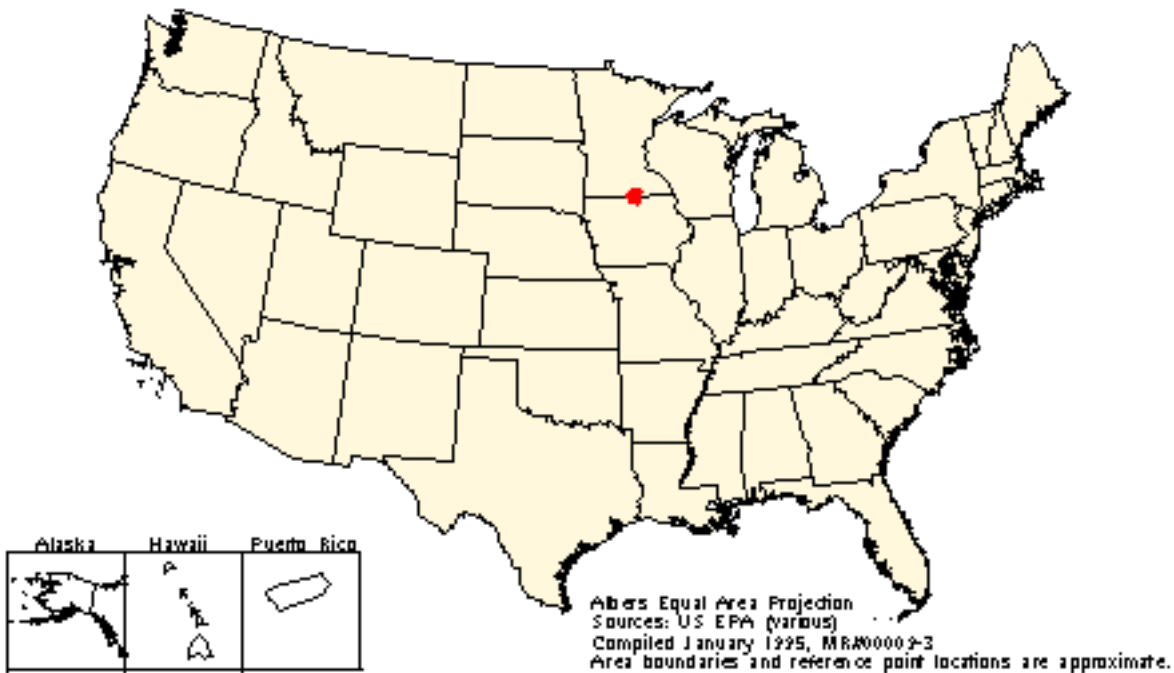 Alaska
Hawaii
Puerto Rico
Albers Equal Area Projection
Sources: US EPA (various)
Compiled January 1995, MR#00009-3
Area boundaries and reference point locations are approximate.